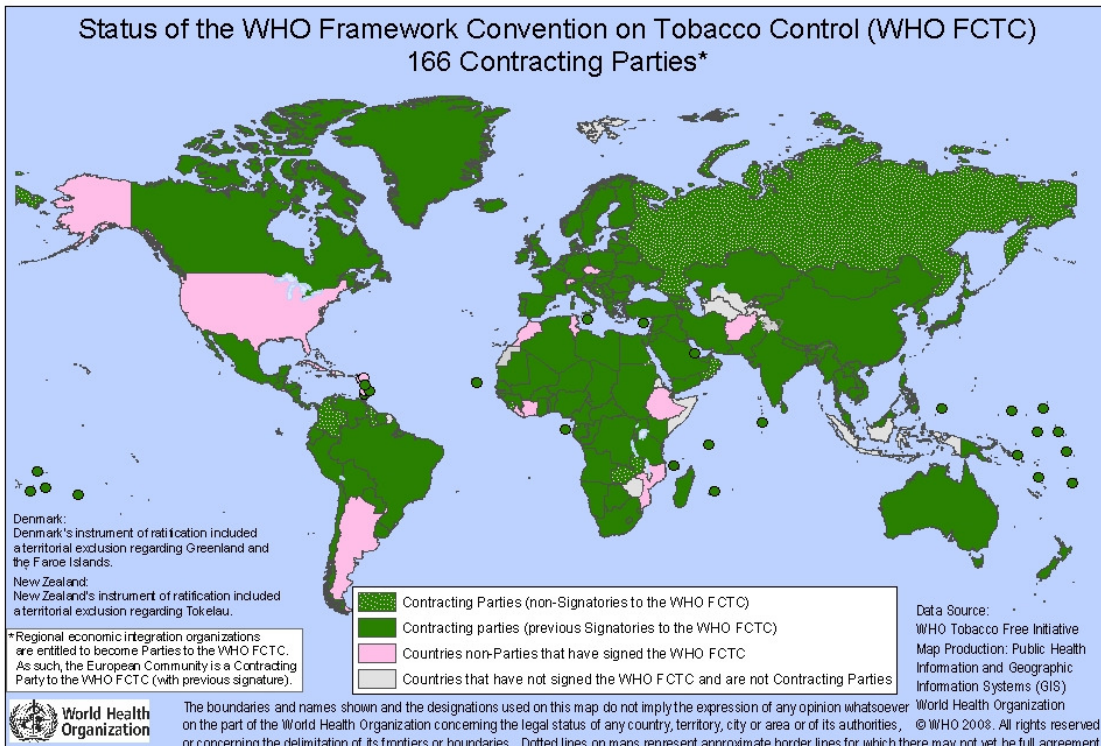 Status of the WHO Framework Convention on Tobacco Control (WHO FCTC)
166 Contracting Parties*
Denmark:
Denmark's instrument of ratification included
a territorial exclusion regarding Greenland and
the Faroe Islands.
New Zealand:
New Zealand's instrument of ratification included
a territorial exclusion regarding Tokelau.
*Regional economic integration organizations
are entitled to become Parties to the WHO FCTC.
As such, the European Community is a Contracting
Party to the WHO FCTC (with previous signature).
Contracting Parties (non-Signatories to the WHO FCTC)
Contracting parties (previous Signatories to the WHO FCTC)
Countries non-Parties that have signed the WHO FCTC
Countries that have not signed the WHO FCTC and are not Contracting Parties
Data Source:
WHO Tobacco Free Initiative
Map Production: Public Health
Information and Geographic
Information Systems (GIS)
World Health Organization
© WHO 2008. All rights reserved
World Health
Organization
The boundaries and names shown and the designations used on this map do not imply the expression of any opinion whatsoever
on the part of the World Health Organization concerning the legal status of any country, territory, city or area or of its authorities,
or concerning the delimitation of its frontiers or boundaries. Dotted lines on maps represent approximate border lines for which there may not yet be full agreement